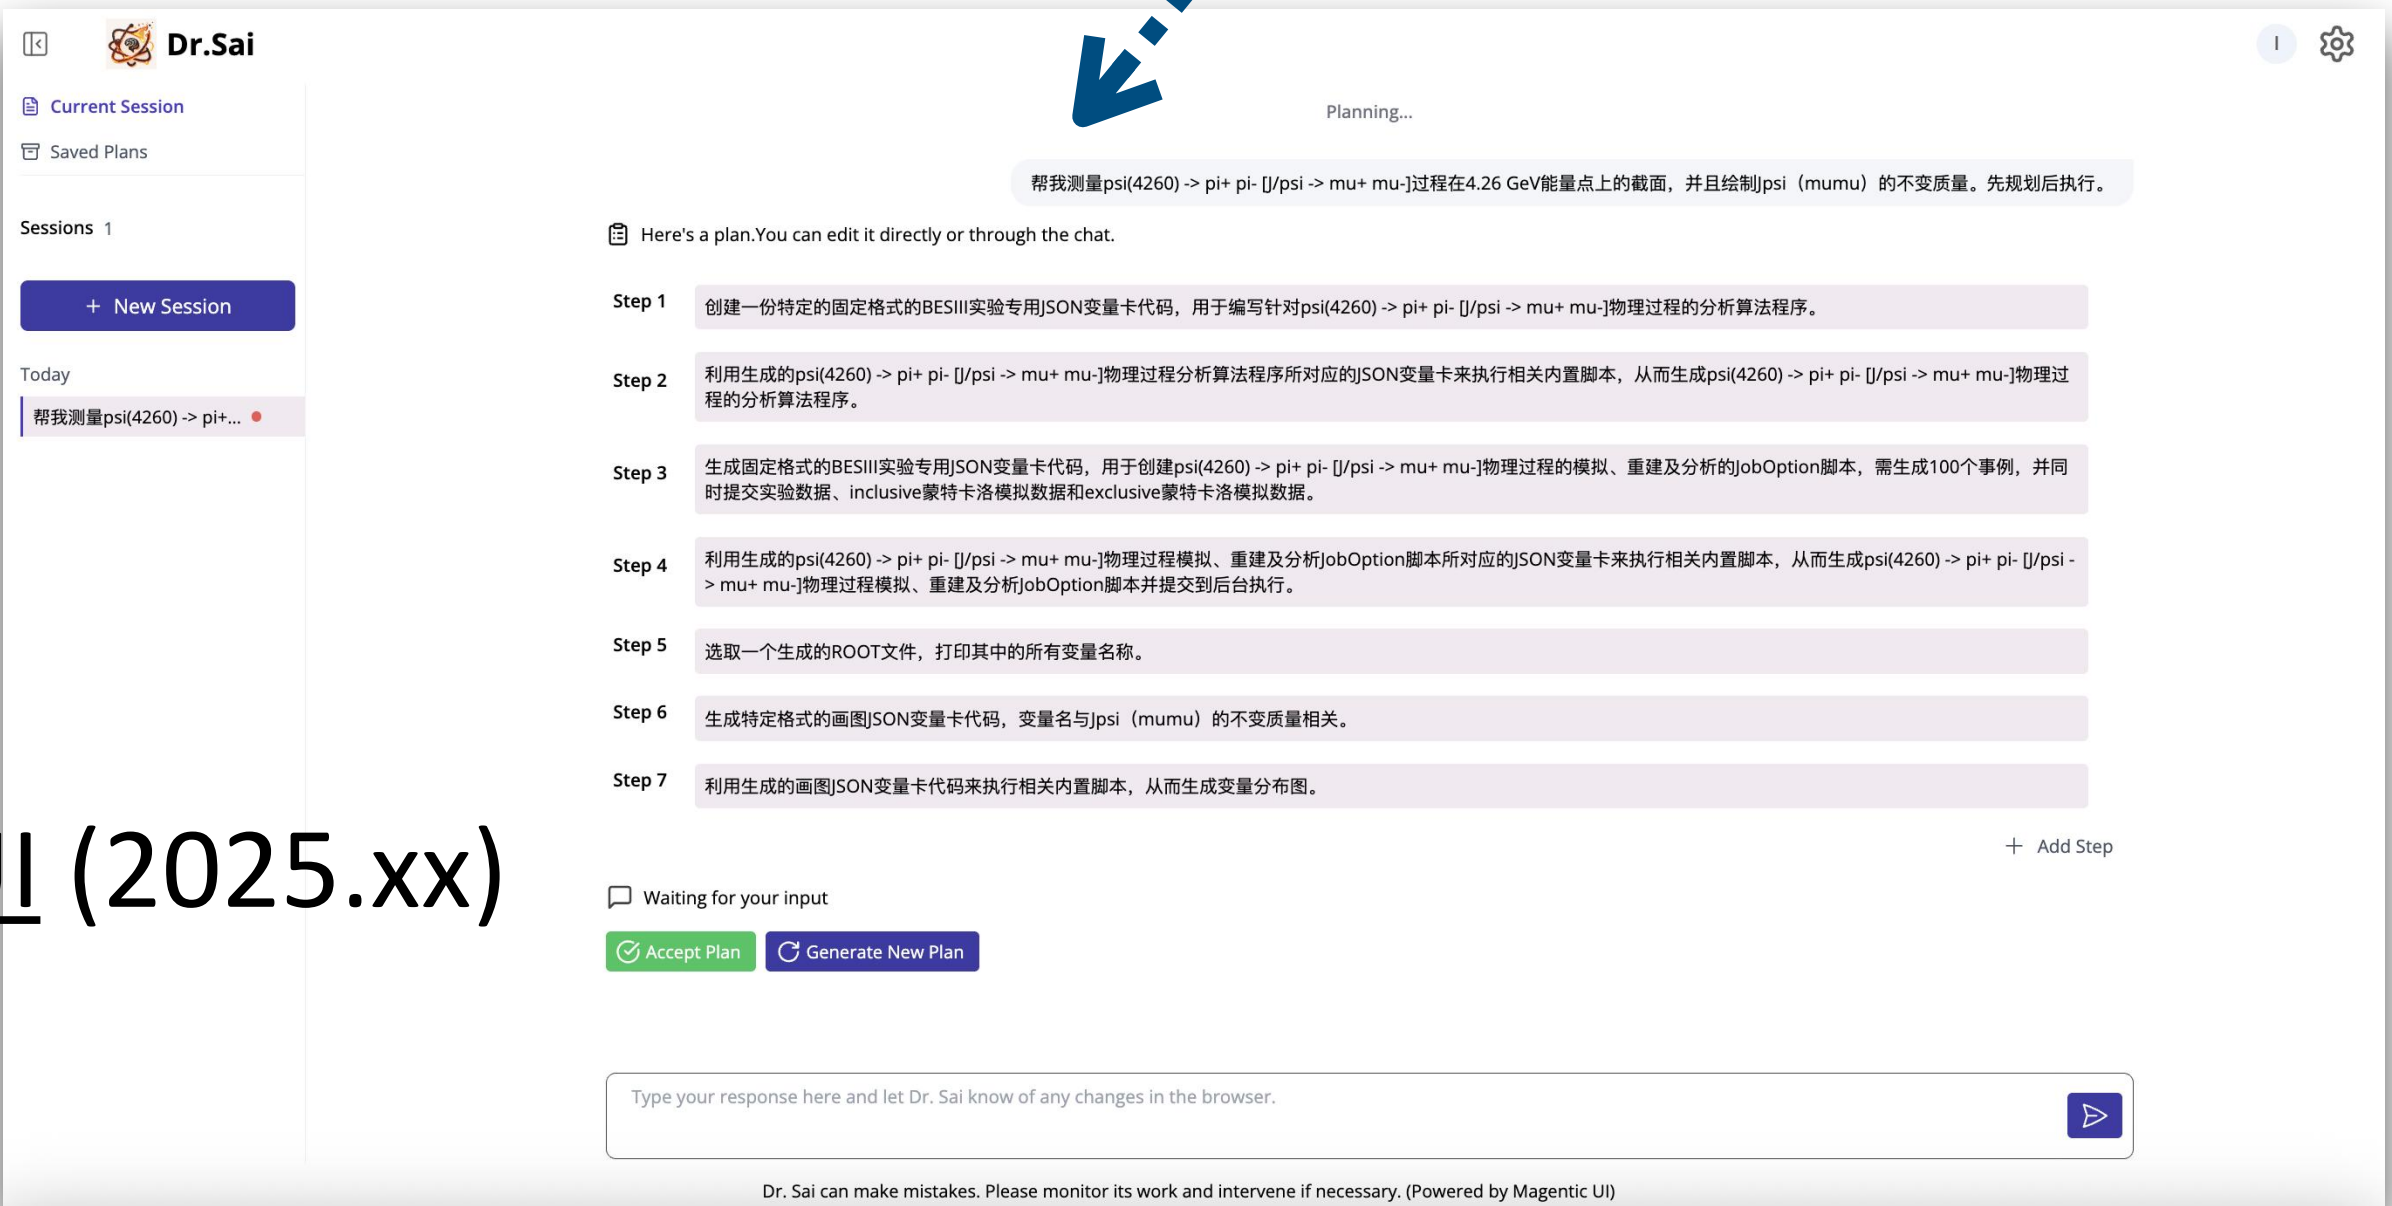 Dr.Sai
I
Current Session
Saved Plans
Sessions 1
+ New Session
Today
帮我测量psi(4260) -> pi+...
Planning...
帮我测量psi(4260) -> pi+ pi- [J/psi -> mu+ mu-]过程在4.26 GeV能量点上的截面，并且绘制Jpsi（mumu）的不变质量。先规划后执行。
Here's a plan.You can edit it directly or through the chat.
Step 1
创建一份特定的固定格式的BESIII实验专用JSON变量卡代码，用于编写针对psi(4260) -> pi+ pi- [J/psi -> mu+ mu-]物理过程的分析算法程序。
Step 2
利用生成的psi(4260) -> pi+ pi- [J/psi -> mu+ mu-]物理过程分析算法程序所对应的JSON变量卡来执行相关内置脚本，从而生成psi(4260) -> pi+ pi- [J/psi -> mu+ mu-]物理过
程的分析算法程序。
Step 3
生成固定格式的BESIII实验专用JSON变量卡代码，用于创建psi(4260) -> pi+ pi- [J/psi -> mu+ mu-]物理过程的模拟、重建及分析的JobOption脚本，需生成100个事例，并同
时提交实验数据、inclusive蒙特卡洛模拟数据和exclusive蒙特卡洛模拟数据。
Step 4
利用生成的psi(4260) -> pi+ pi- [J/psi -> mu+ mu-]物理过程模拟、重建及分析JobOption脚本所对应的JSON变量卡来执行相关内置脚本，从而生成psi(4260) -> pi+ pi- [J/psi -
> mu+ mu-]物理过程模拟、重建及分析JobOption脚本并提交到后台执行。
Step 5
选取一个生成的ROOT文件，打印其中的所有变量名称。
Step 6
生成特定格式的画图JSON变量卡代码，变量名与Jpsi（mumu）的不变质量相关。
Step 7
利用生成的画图JSON变量卡代码来执行相关内置脚本，从而生成变量分布图。
+ Add Step
(2025.xx)
Waiting for your input
Accept Plan
Generate New Plan
Type your response here and let Dr. Sai know of any changes in the browser.
Dr. Sai can make mistakes. Please monitor its work and intervene if necessary. (Powered by Magentic UI)